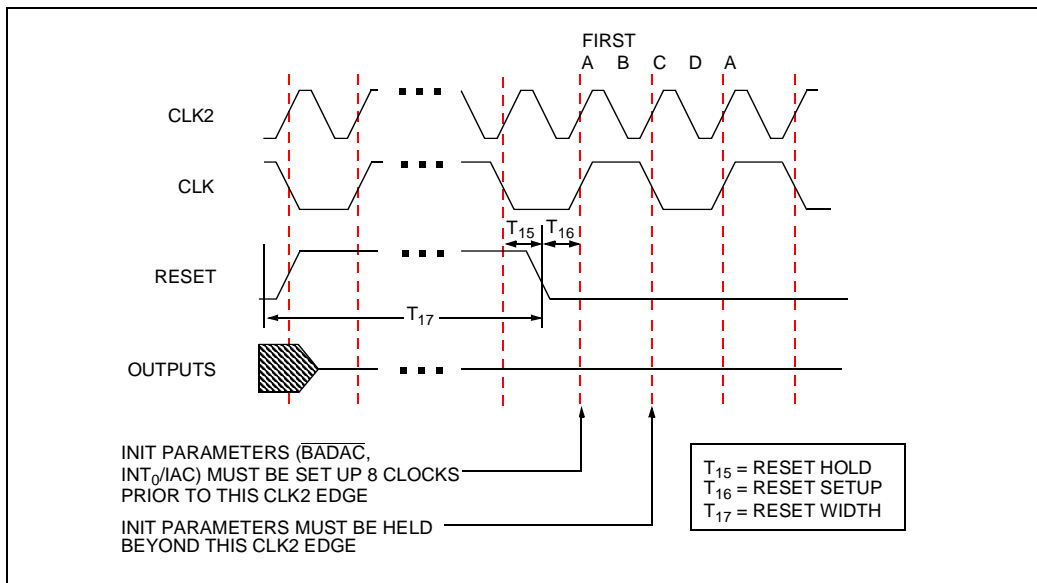 FIRST
A B C D A
CLK2
CLK
T15 T16
RESET
T17
OUTPUTS
INIT PARAMETERS (BADAC,
INT0/IAC) MUST BE SET UP 8 CLOCKS
PRIOR TO THIS CLK2 EDGE
INIT PARAMETERS MUST BE HELD
BEYOND THIS CLK2 EDGE
T15 = RESET HOLD
T16 = RESET SETUP
T17 = RESET WIDTH